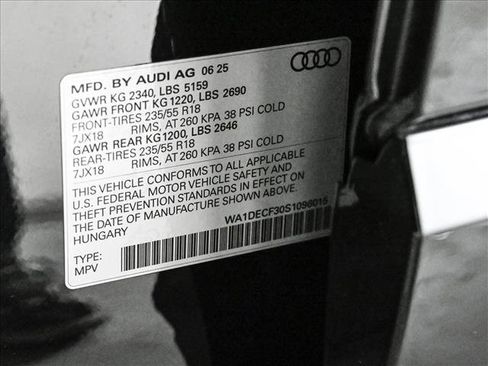 MFD. BY AUDI AG 06 25
GVWR KG 2340, LBS 5159
GAWR FRONT KG 1220, LBS 2690
FRONT-TIRES 235/55 R18
7JX18 RIMS, AT 260 KPA 38 PSI COLD
GAWR REAR KG1200, LBS 2646
REAR-TIRES 235/55 R18
7JX18 RIMS, AT 260 KPA 38 PSI COLD
THIS VEHICLE CONFORMS TO ALL APPLICABLE
U.S. FEDERAL MOTOR VEHICLE SAFETY AND
THEFT PREVENTION STANDARDS IN EFFECT ON
THE DATE OF MANUFACTURE SHOWN ABOVE.
HUNGARY WA1DECF30S1096015
TYPE:
MPV